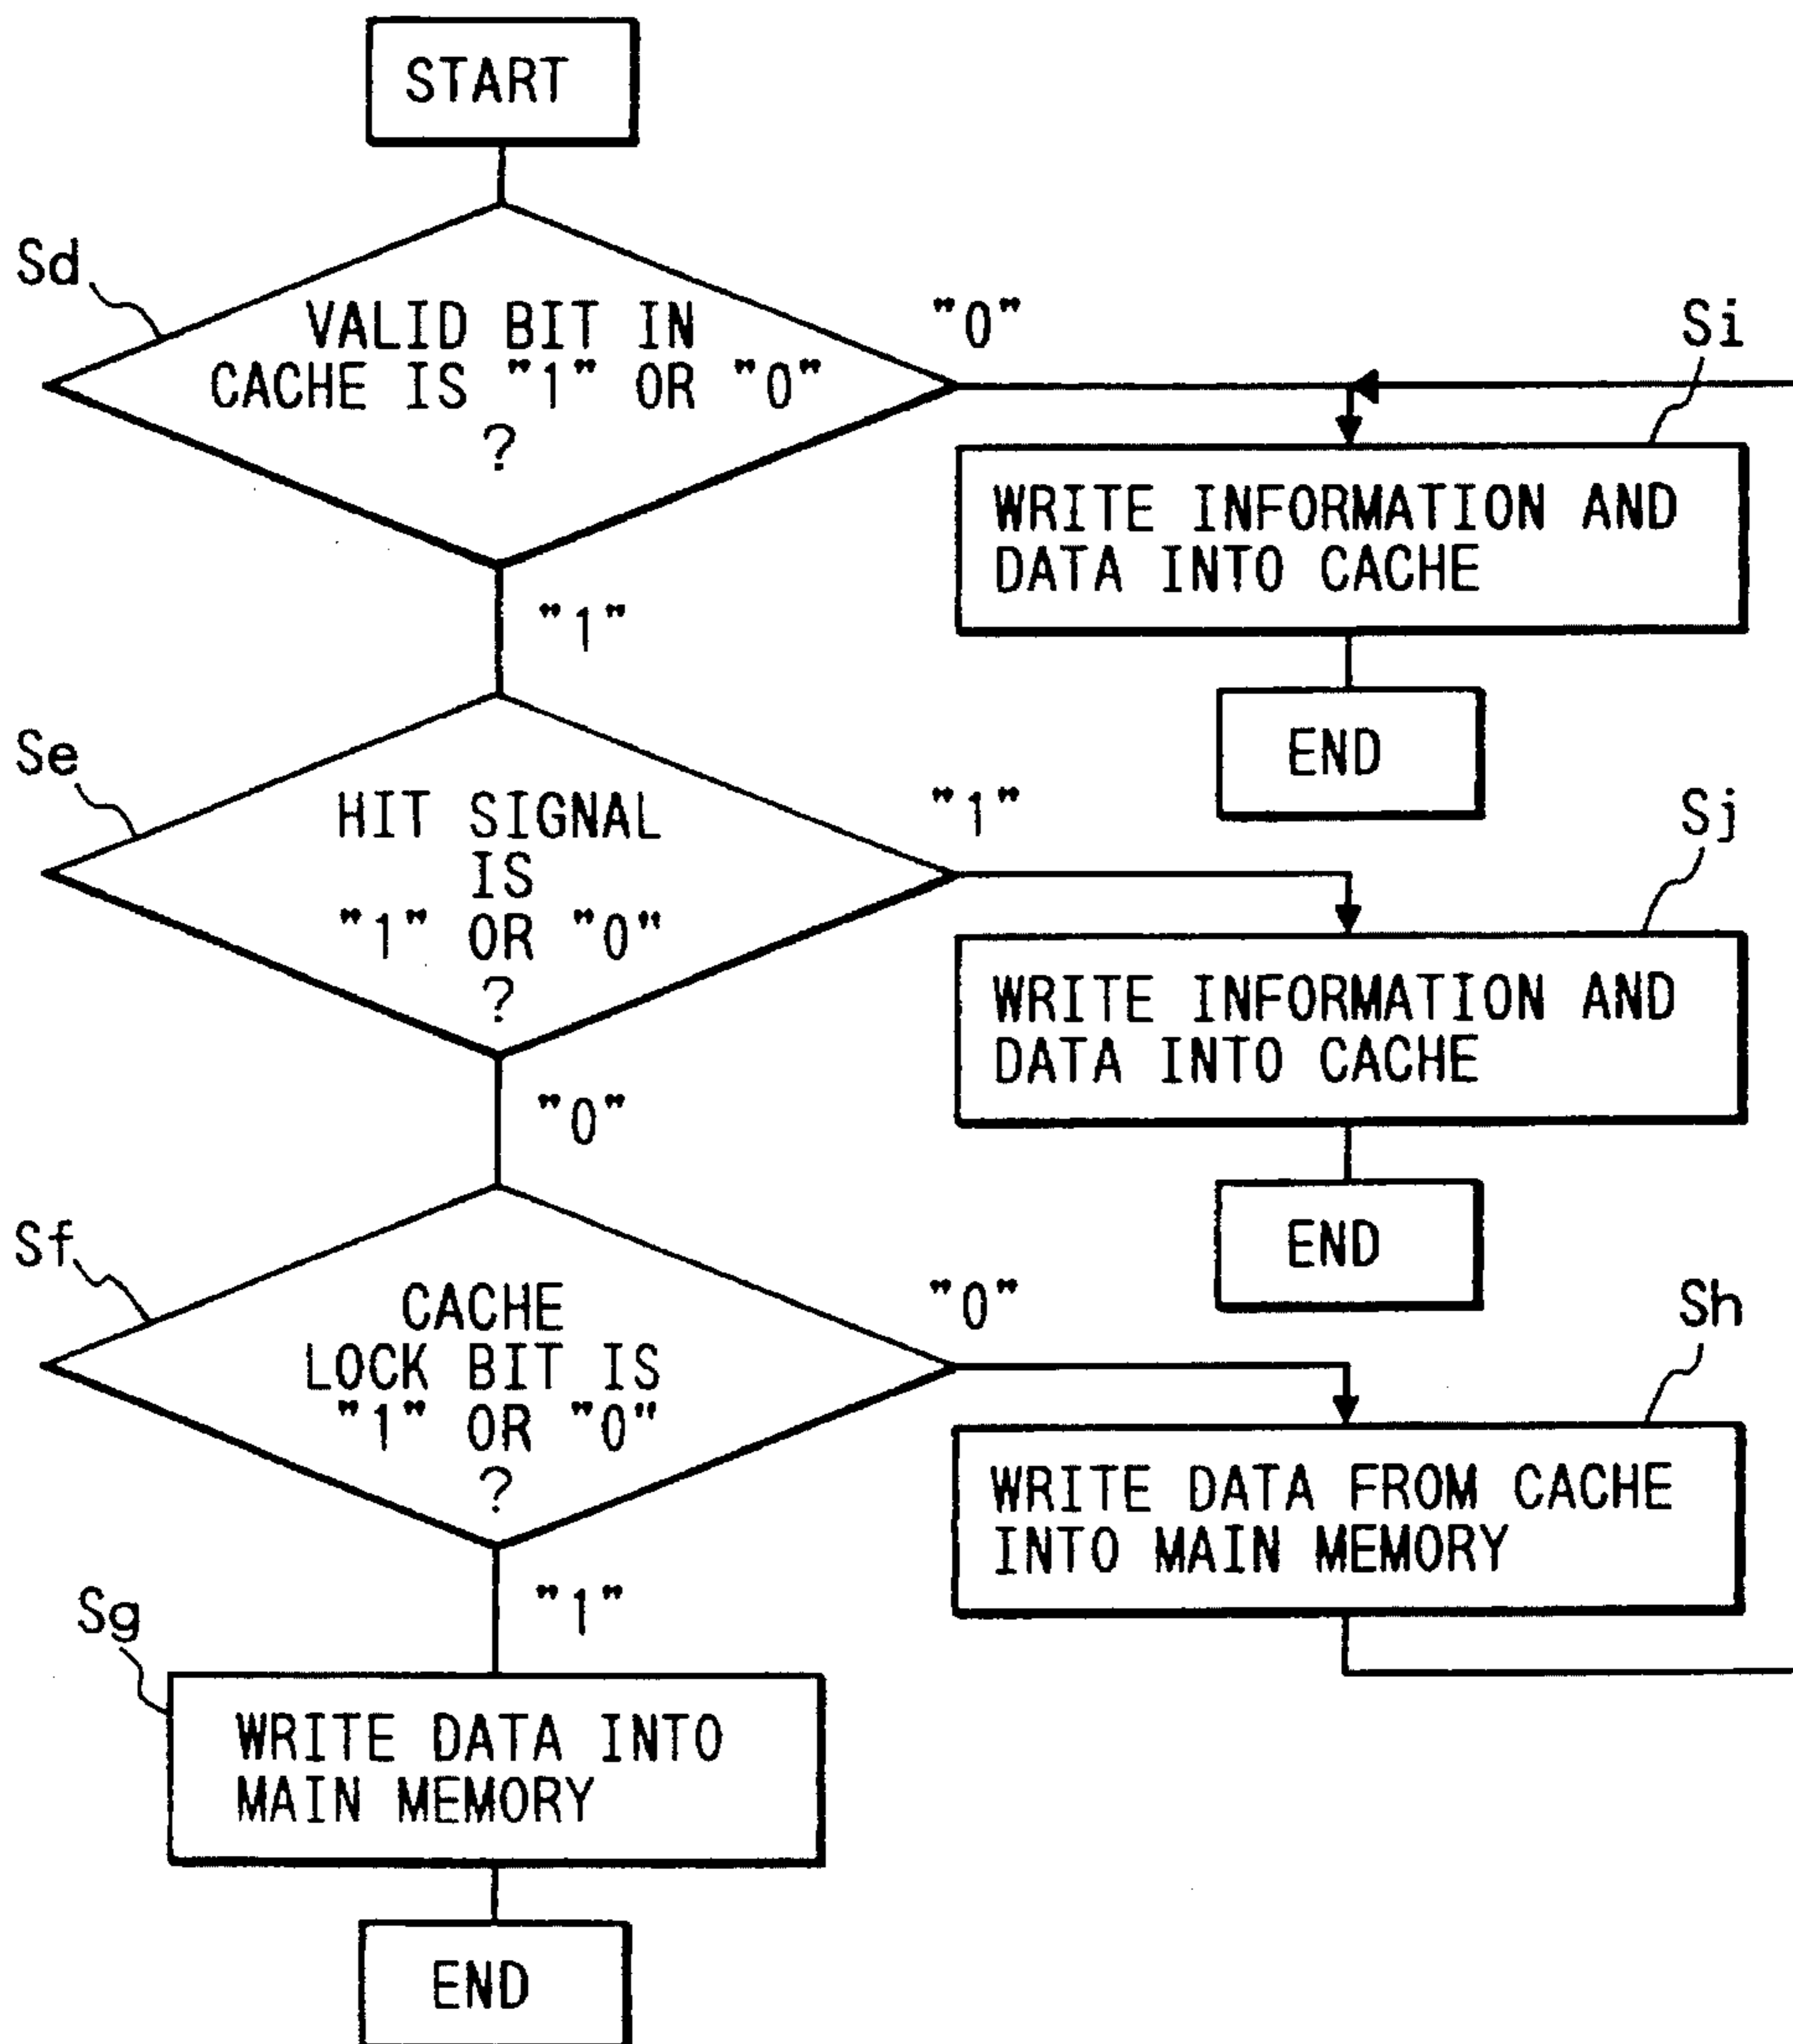 START
Sd
VALID BIT IN
CACHE IS "1" OR "0"
?
"0"
Si
WRITE INFORMATION AND
DATA INTO CACHE
END
"1"
Se
HIT SIGNAL
IS
"1" OR "0"
?
"1"
Sj
WRITE INFORMATION AND
DATA INTO CACHE
END
"0"
Sf
CACHE
LOCK BIT IS
"1" OR "0"
?
"0"
Sh
WRITE DATA FROM CACHE
INTO MAIN MEMORY
"1"
Sg
WRITE DATA INTO
MAIN MEMORY
END